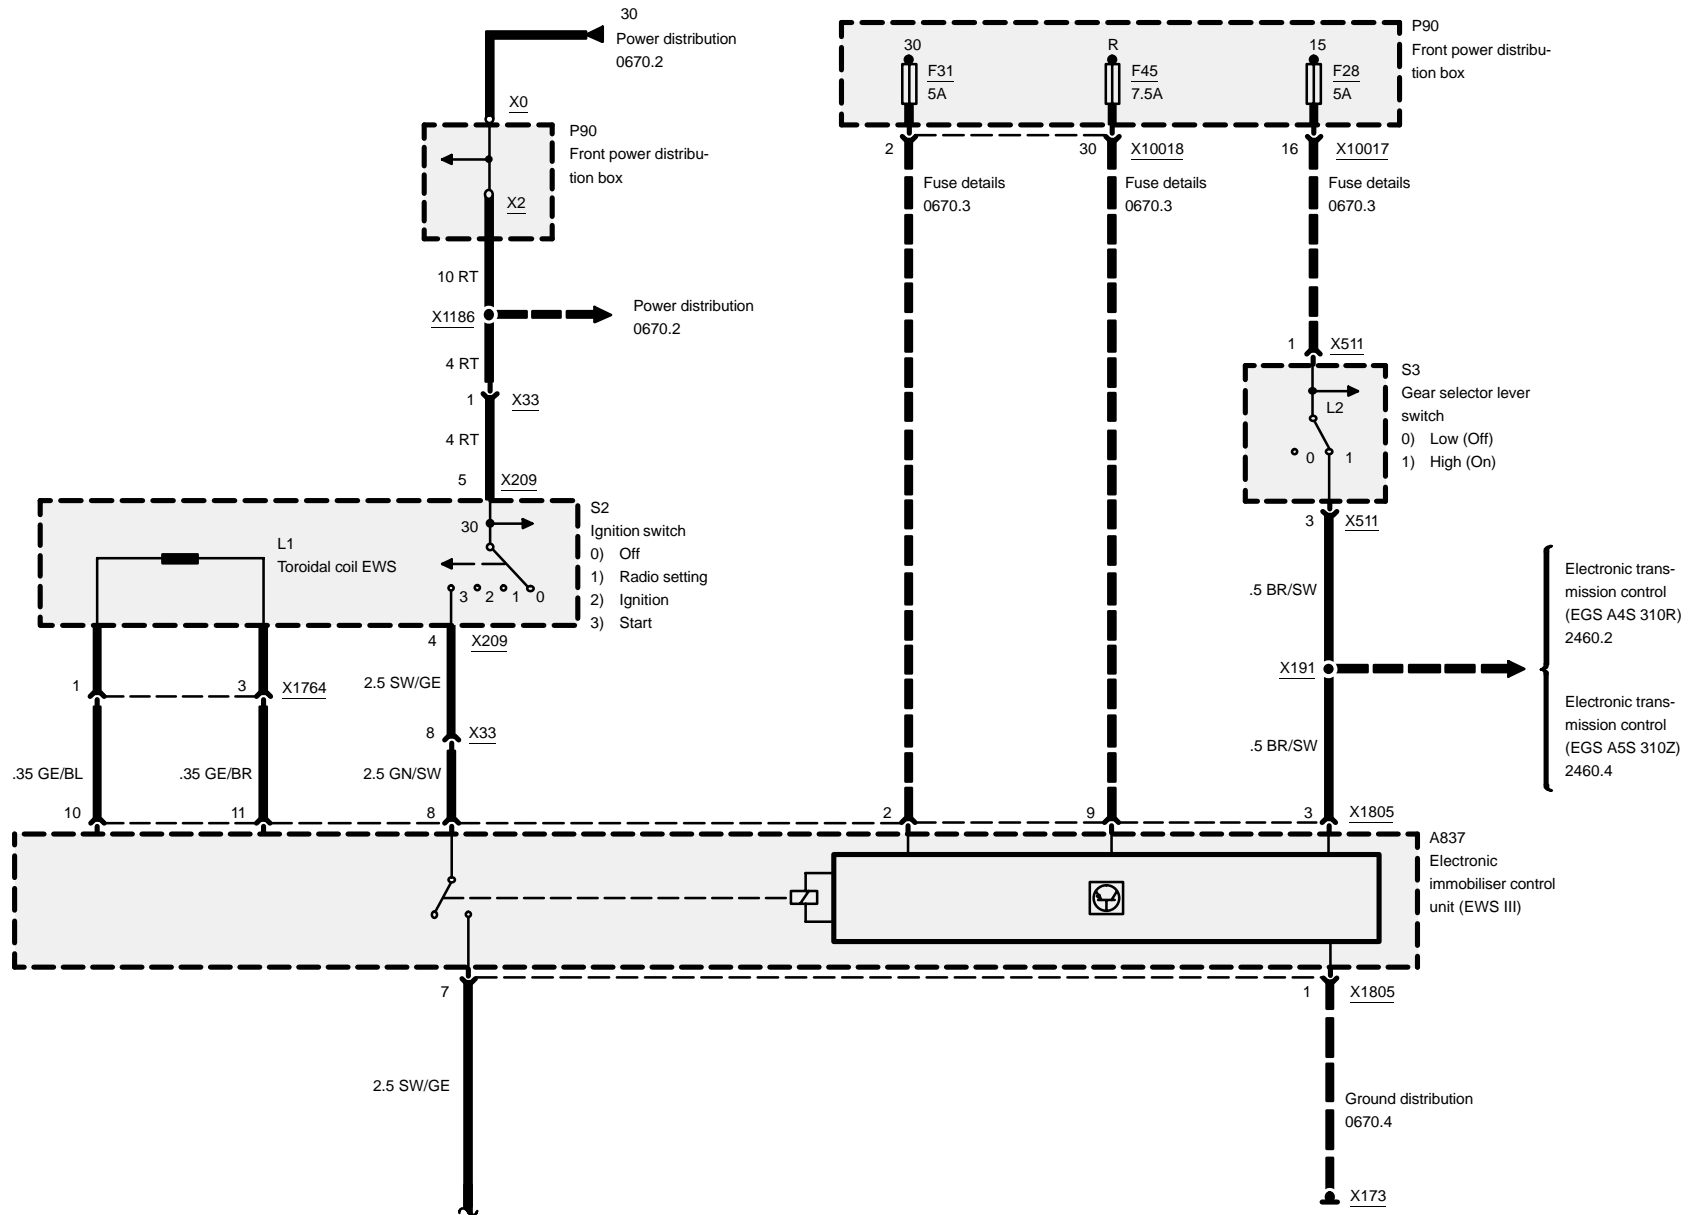 30
Power distribution
0670.2
X0
P90
Front power distribu-
tion box
X2
10 RT
X1186
Power distribution
0670.2
4 RT
1
X33
4 RT
5
X209
S2
Ignition switch
0) Off
1) Radio setting
2) Ignition
3) Start
30
3
2
1
0
L1
Toroidal coil EWS
4
X209
1
3
X1764
2.5 SW/GE
8
X33
.35 GE/BL
.35 GE/BR
2.5 GN/SW
10
11
8
P90
Front power distribu-
tion box
30
F31
5A
R
F45
7.5A
15
F28
5A
2
30
X10018
16
X10017
Fuse details
0670.3
Fuse details
0670.3
Fuse details
0670.3
1
X511
S3
Gear selector lever
switch
0) Low (Off)
1) High (On)
L2
0
1
3
X511
.5 BR/SW
X191
.5 BR/SW
Electronic trans-
mission control
(EGS A4S 310R)
2460.2
Electronic trans-
mission control
(EGS A5S 310Z)
2460.4
2
9
3
X1805
A837
Electronic
immobiliser control
unit (EWS III)
7
1
X1805
2.5 SW/GE
Ground distribution
0670.4
X173